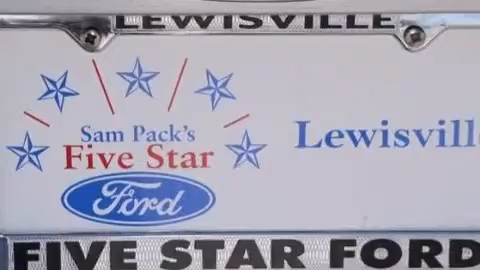 LEWISVILLE
Sam Pack's
Five Star
Ford
Lewisvill
FIVE STAR FORD